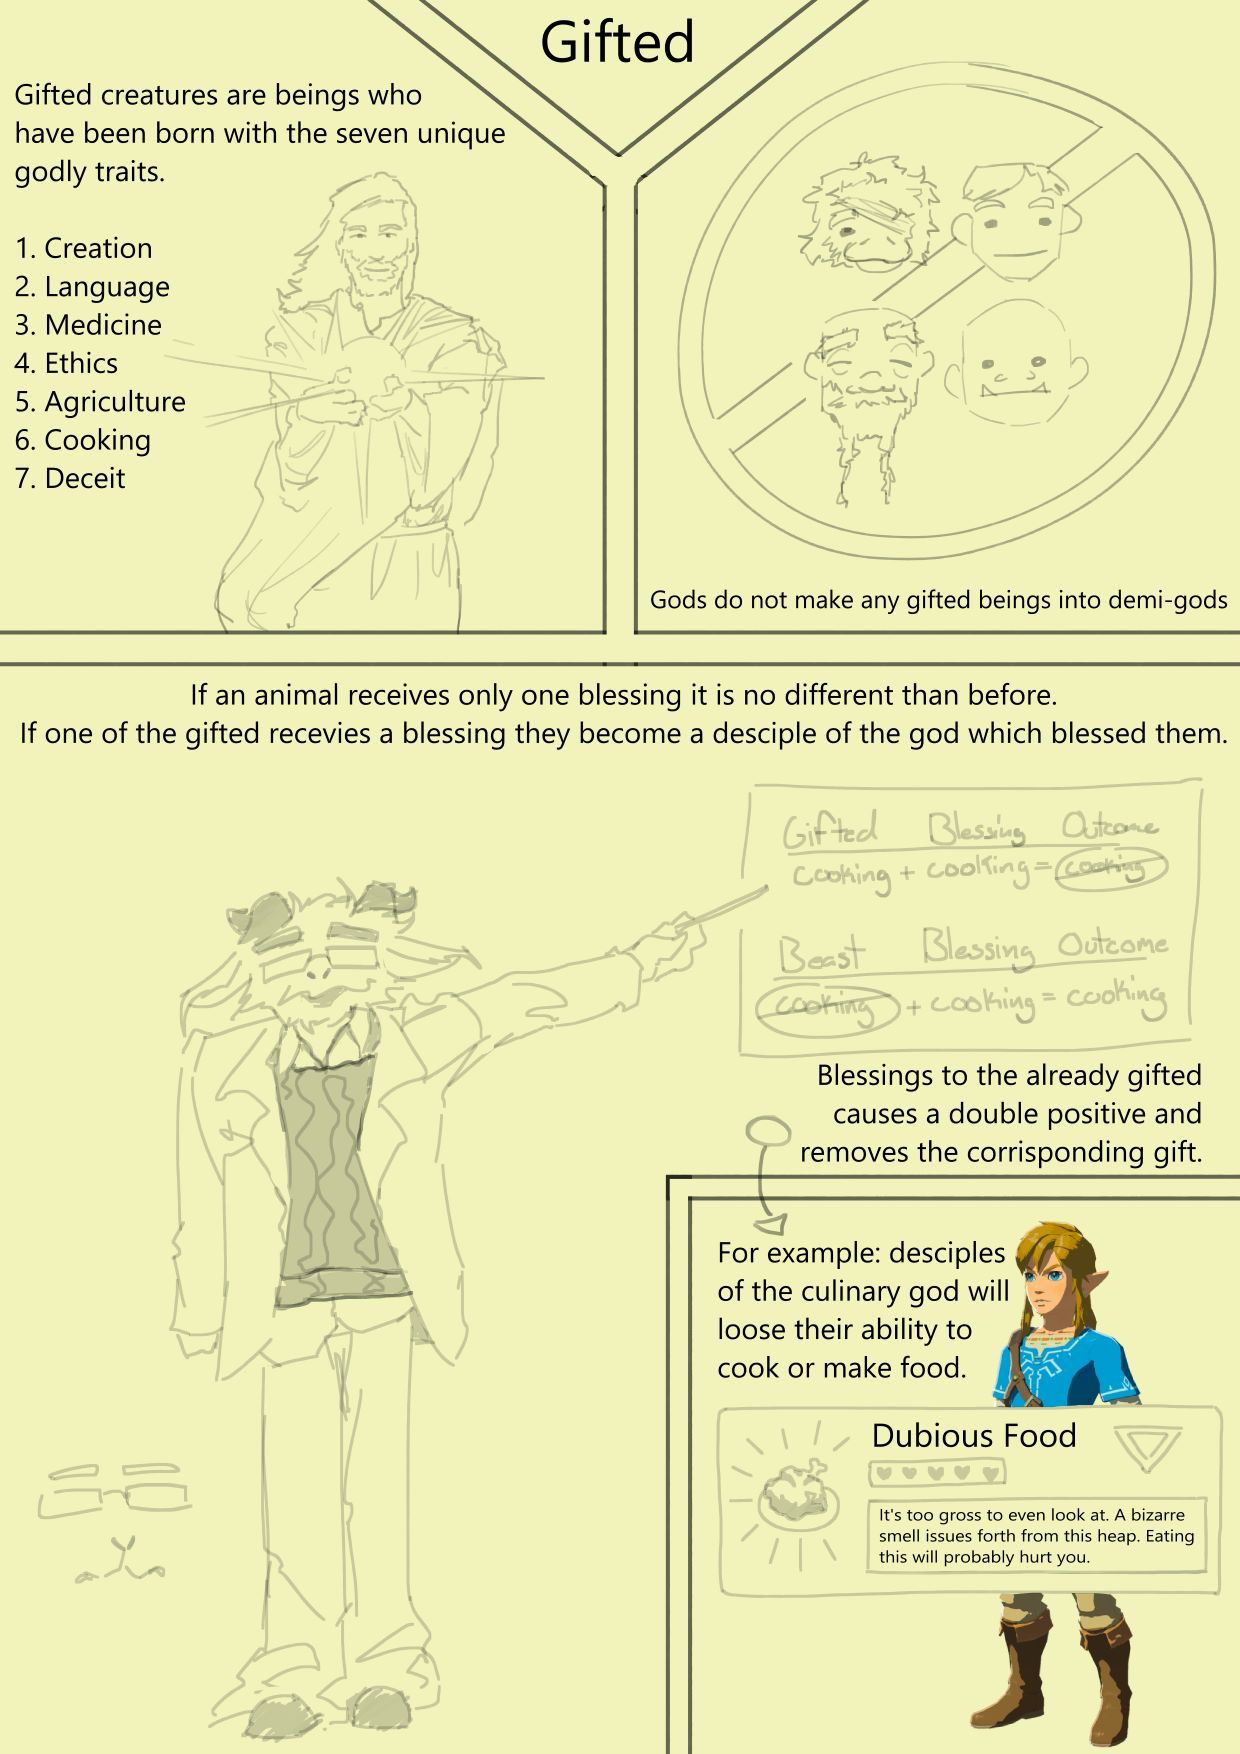 Gifted
Gifted creatures are beings who
have been born with the seven unique
godly traits.
1. Creation
2. Language
3. Medicine
4. Ethics
5. Agriculture
6. Cooking
7. Deceit
Gods do not make any gifted beings into demi-gods
If an animal receives only one blessing it is no different than before.
If one of the gifted recevies a blessing they become a desciple of the god which blessed them.
Gifted Blessing Outcome
Cooking + cooking = cooking
Beast Blessing Outcome
cooking + cooking = cooking
Blessings to the already gifted
causes a double positive and
removes the corrisponding gift.
For example: desciples
of the culinary god will
loose their ability to
cook or make food.
Dubious Food
It's too gross to even look at. A bizarre
smell issues forth from this heap. Eating
this will probably hurt you.